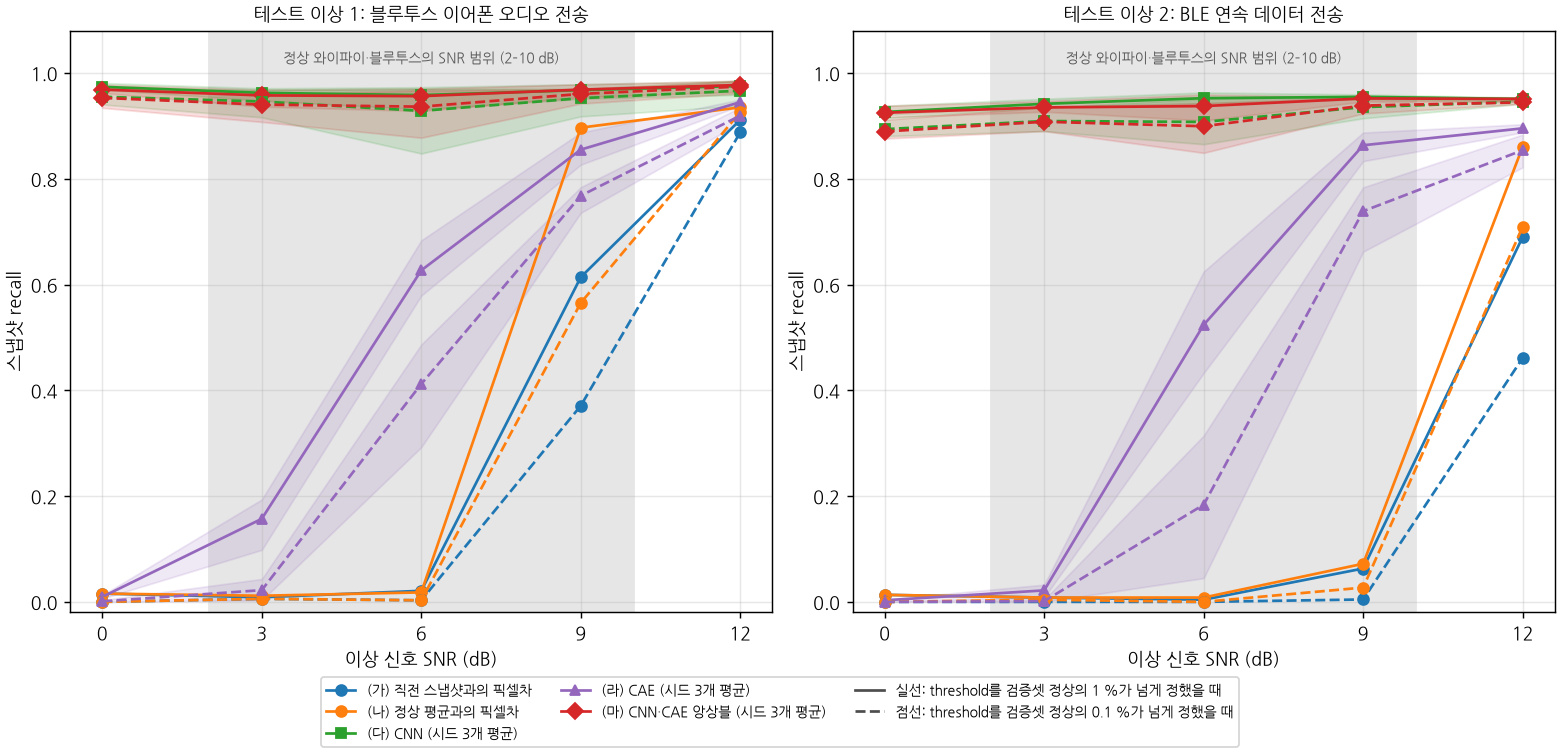 테스트 이상 1: 블루투스 이어폰 오디오 전송
정상 와이파이·블루투스의 SNR 범위 (2-10 dB)
스냅샷 recall
1.0
0.8
0.6
0.4
0.2
0.0
0 3 6 9 12
이상 신호 SNR (dB)
테스트 이상 2: BLE 연속 데이터 전송
정상 와이파이·블루투스의 SNR 범위 (2-10 dB)
스냅샷 recall
1.0
0.8
0.6
0.4
0.2
0.0
0 3 6 9 12
이상 신호 SNR (dB)
(가) 직전 스냅샷과의 픽셀차
(나) 정상 평균과의 픽셀차
(다) CNN (시드 3개 평균)
(라) CAE (시드 3개 평균)
(마) CNN·CAE 앙상블 (시드 3개 평균)
실선: threshold를 검증셋 정상의 1 %가 넘게 정했을 때
점선: threshold를 검증셋 정상의 0.1 %가 넘게 정했을 때